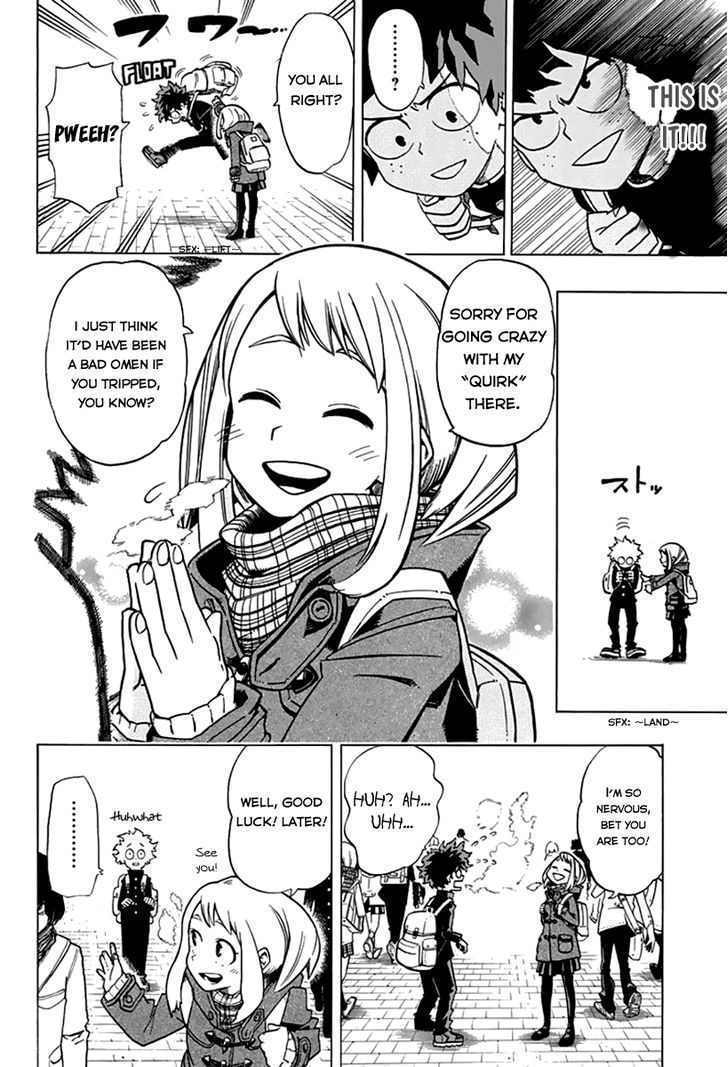 THIS IS
IT!!!
.........?
フワ～
FLOAT
YOU ALL
RIGHT?
PWEEH?
SFX: ~LIFT~
ストッ
SFX: ~LAND~
SORRY FOR
GOING CRAZY
WITH MY
"QUIRK"
THERE.
I JUST THINK
IT'D HAVE BEEN
A BAD OMEN IF
YOU TRIPPED,
YOU KNOW?
I'M SO
NERVOUS,
BET YOU
ARE TOO!
HUH? AH...
UHH...
WELL, GOOD
LUCK! LATER!
See
you!
Huhwhat
.........